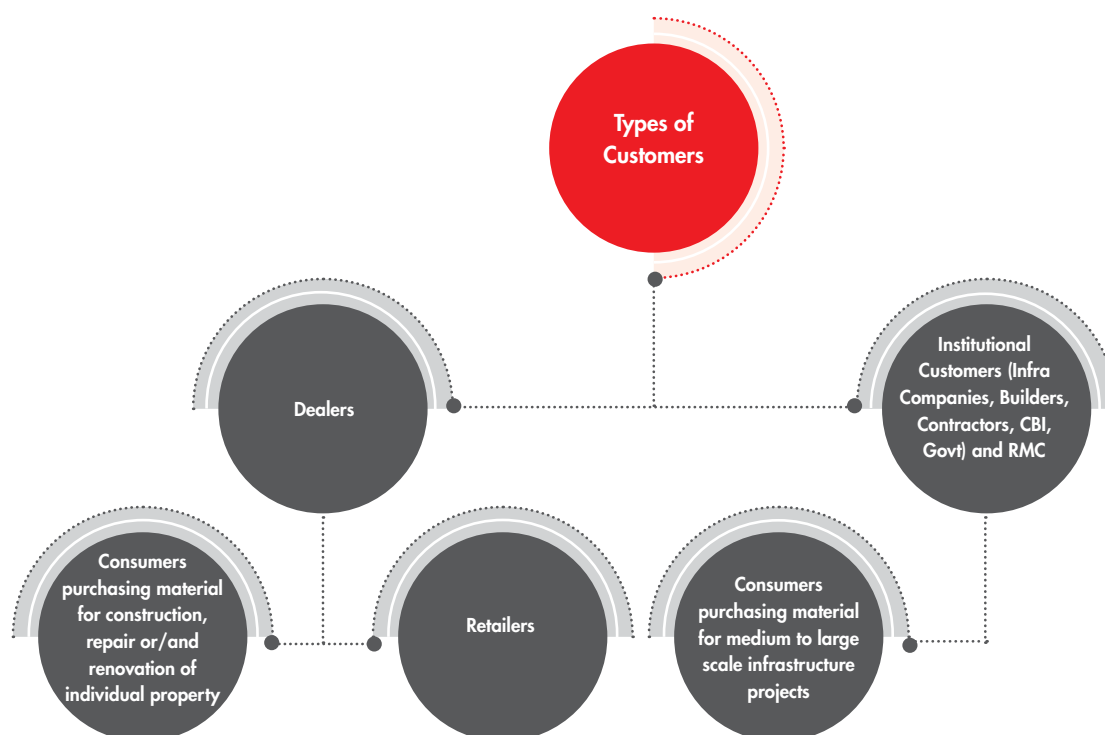 Types of
Customers
Dealers
Institutional
Customers (Infra
Companies, Builders,
Contractors, CBI,
Govt) and RMC
Consumers
purchasing material
for construction,
repair or/and
renovation of
individual property
Retailers
Consumers
purchasing material
for medium to large
scale infrastructure
projects